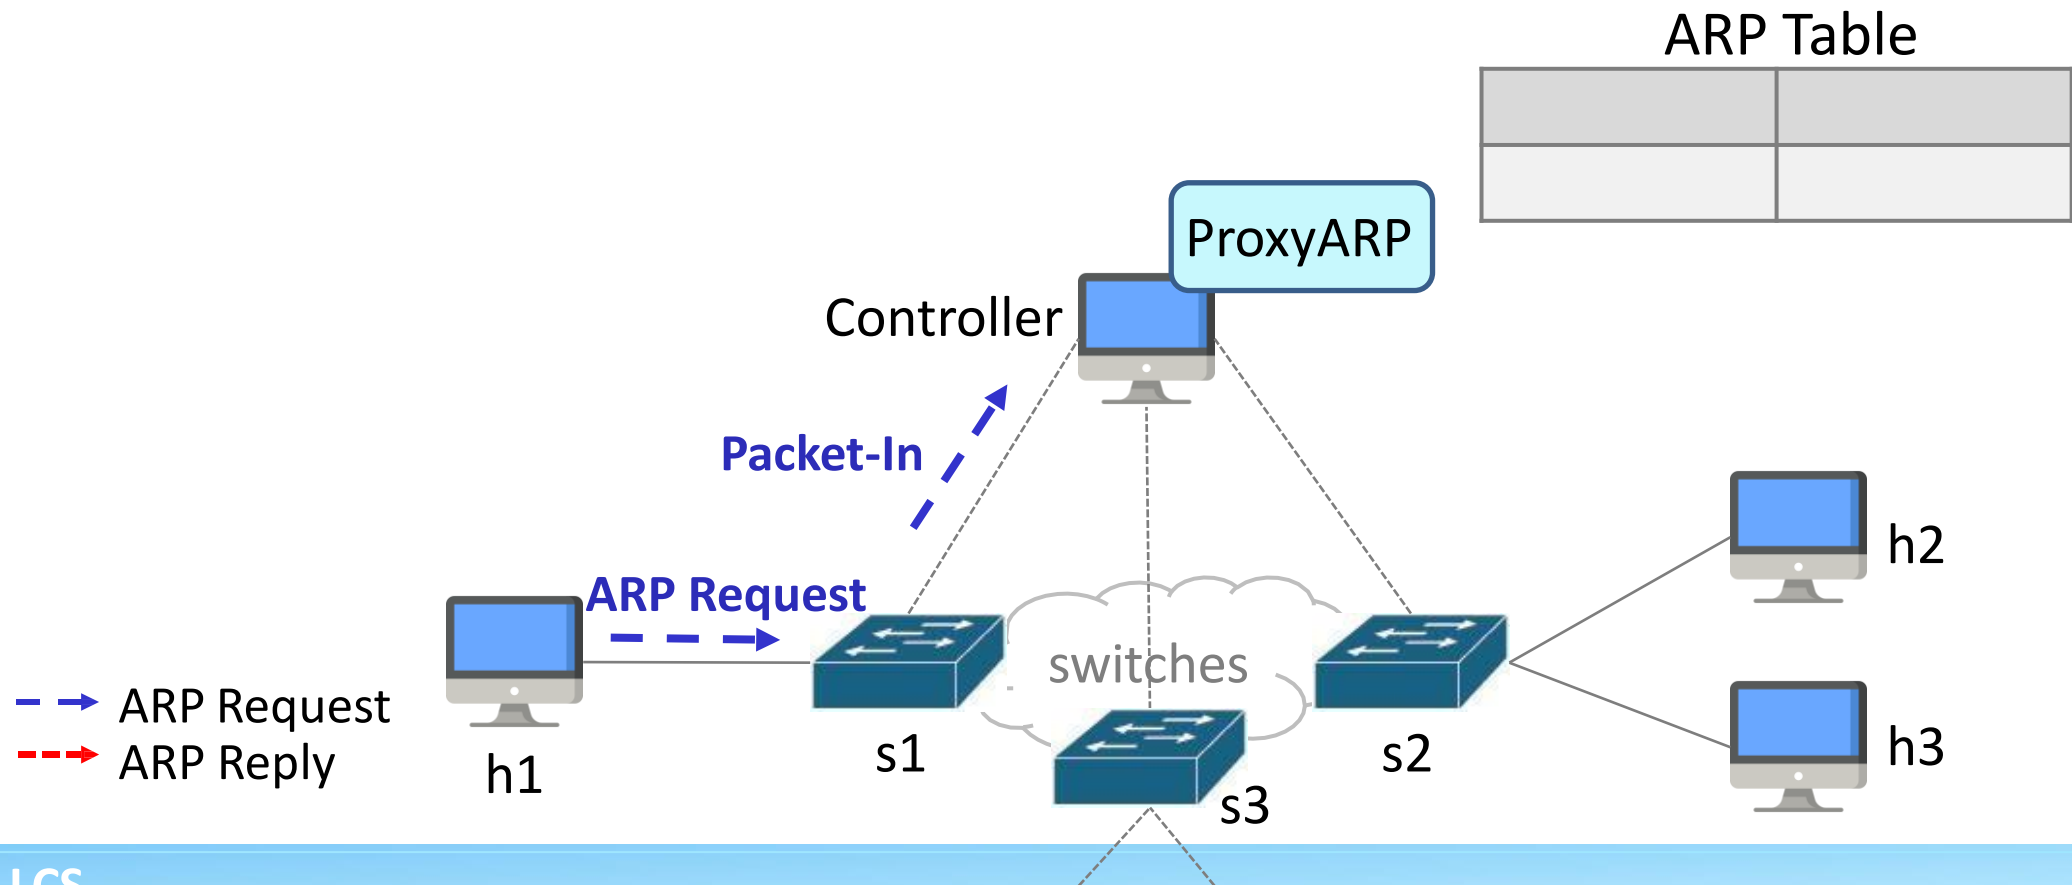 ARP Table
ProxyARP
Controller
Packet-In
ARP Request
h2
switches
ARP Request
ARP Reply
h1
s1
s2
h3
s3